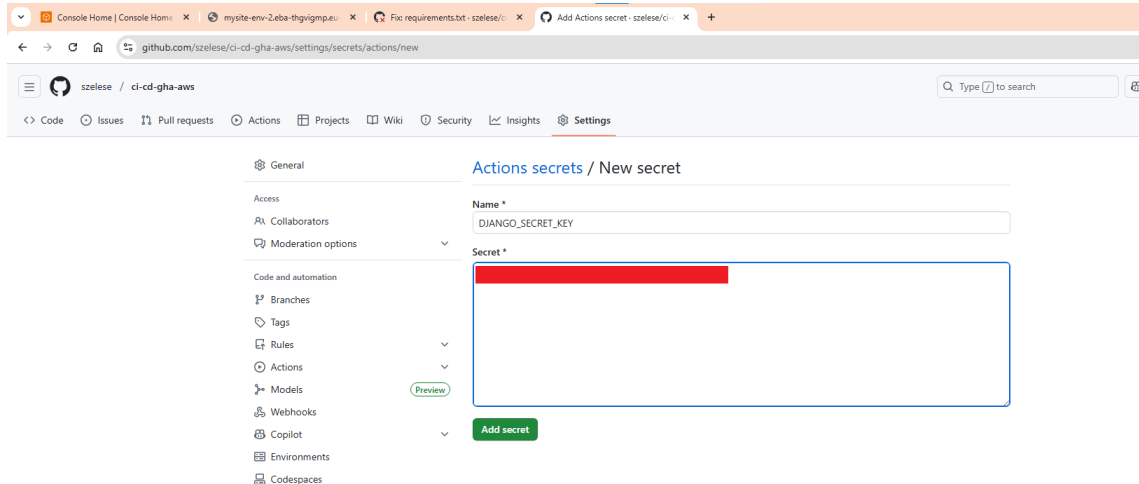 Console Home | Console Home
mysite-env-2.eba-thgvigmp.eu-
Fix: requirements.txt · szelese/ci
Add Actions secret · szelese/ci-c
github.com/szelese/ci-cd-gha-aws/settings/secrets/actions/new
szelese / ci-cd-gha-aws
Type / to search
Code Issues Pull requests Actions Projects Wiki Security Insights Settings
General
Actions secrets / New secret
Access
Name *
Collaborators
DJANGO_SECRET_KEY
Moderation options
Secret *
Code and automation
Branches
Tags
Rules
Actions
Models Preview
Webhooks
Add secret
Copilot
Environments
Codespaces